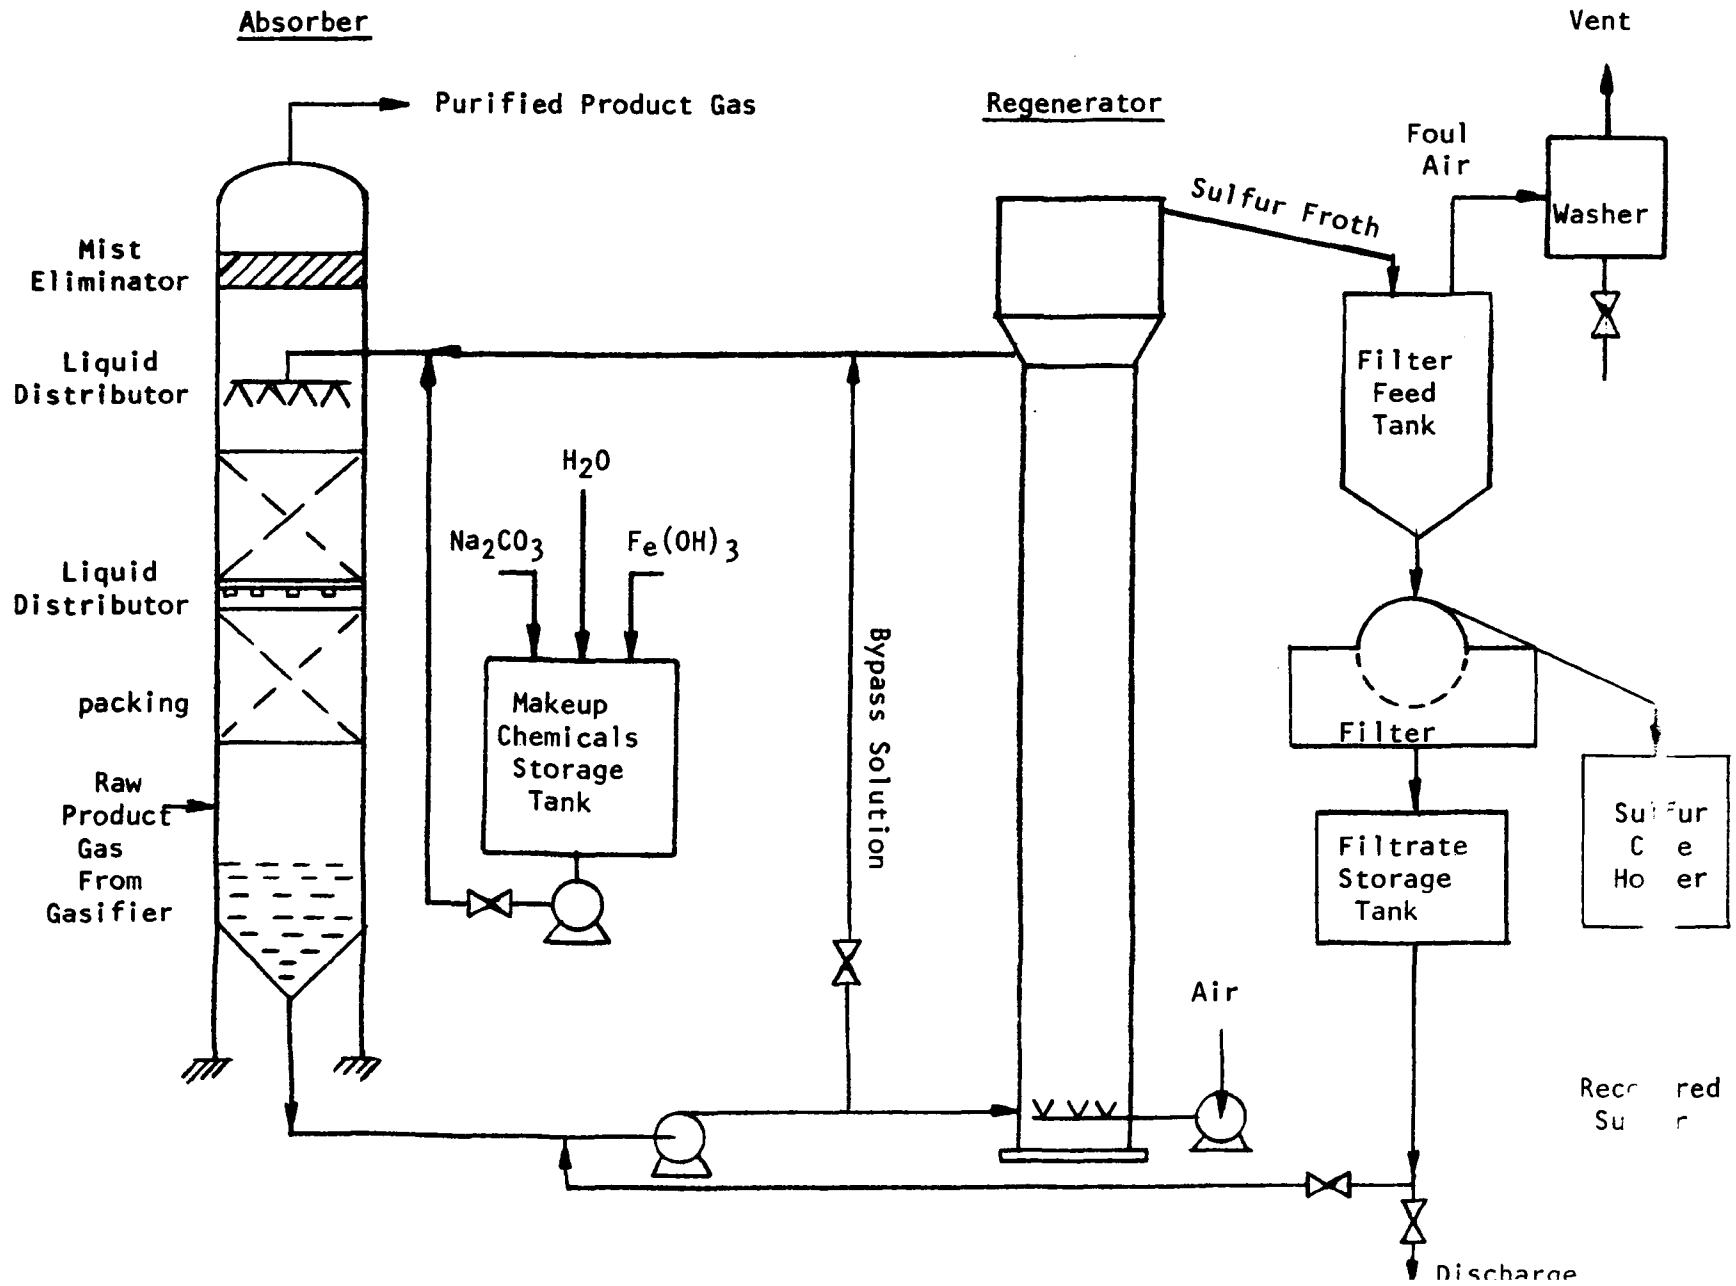 Absorber
Vent
Purified Product Gas
Regenerator
Foul
Air
Sulfur Froth
Washer
Mist
Eliminator
Liquid
Distributor
Filter
Feed
Tank
H2O
Na2CO3
Fe(OH)3
Liquid
Distributor
Bypass Solution
packing
Makeup
Chemicals
Storage
Tank
Filter
Raw
Product
Gas
From
Gasifier
Filtrate
Storage
Tank
Air
Discharge